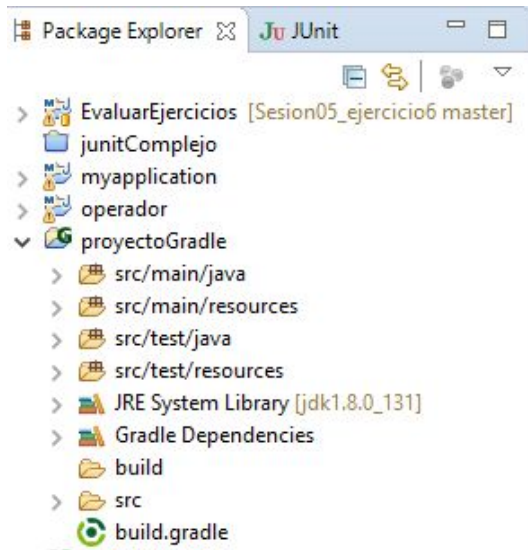 Package Explorer JUnit
EvaluarEjercicios [Sesion05_ejercicio6 master]
junitComplejo
myapplication
operador
proyectoGradle
src/main/java
src/main/resources
src/test/java
src/test/resources
JRE System Library [jdk1.8.0_131]
Gradle Dependencies
build
src
build.gradle